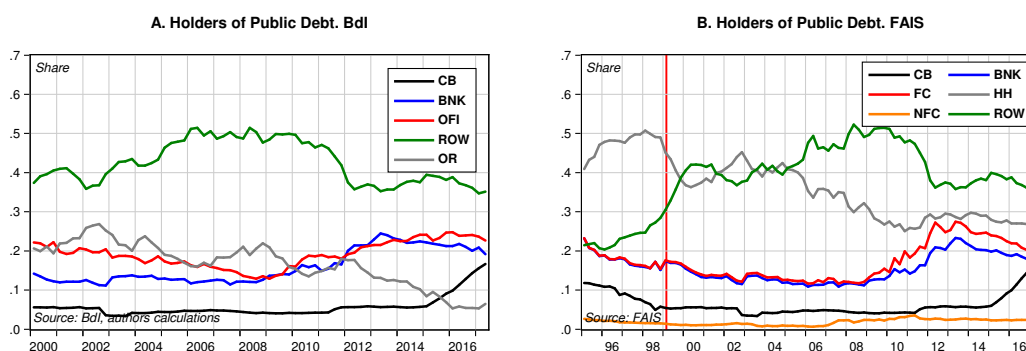 A. Holders of Public Debt. BdI
.7
.6
.5
.4
.3
.2
.1
.0
Share
CB
BNK
OFI
ROW
OR
Source: BdI, authors calculations
2000 2002 2004 2006 2008 2010 2012 2014 2016
B. Holders of Public Debt. FAIS
.7
.6
.5
.4
.3
.2
.1
.0
Share
CB BNK
FC HH
NFC ROW
Source: FAIS
96 98 00 02 04 06 08 10 12 14 16